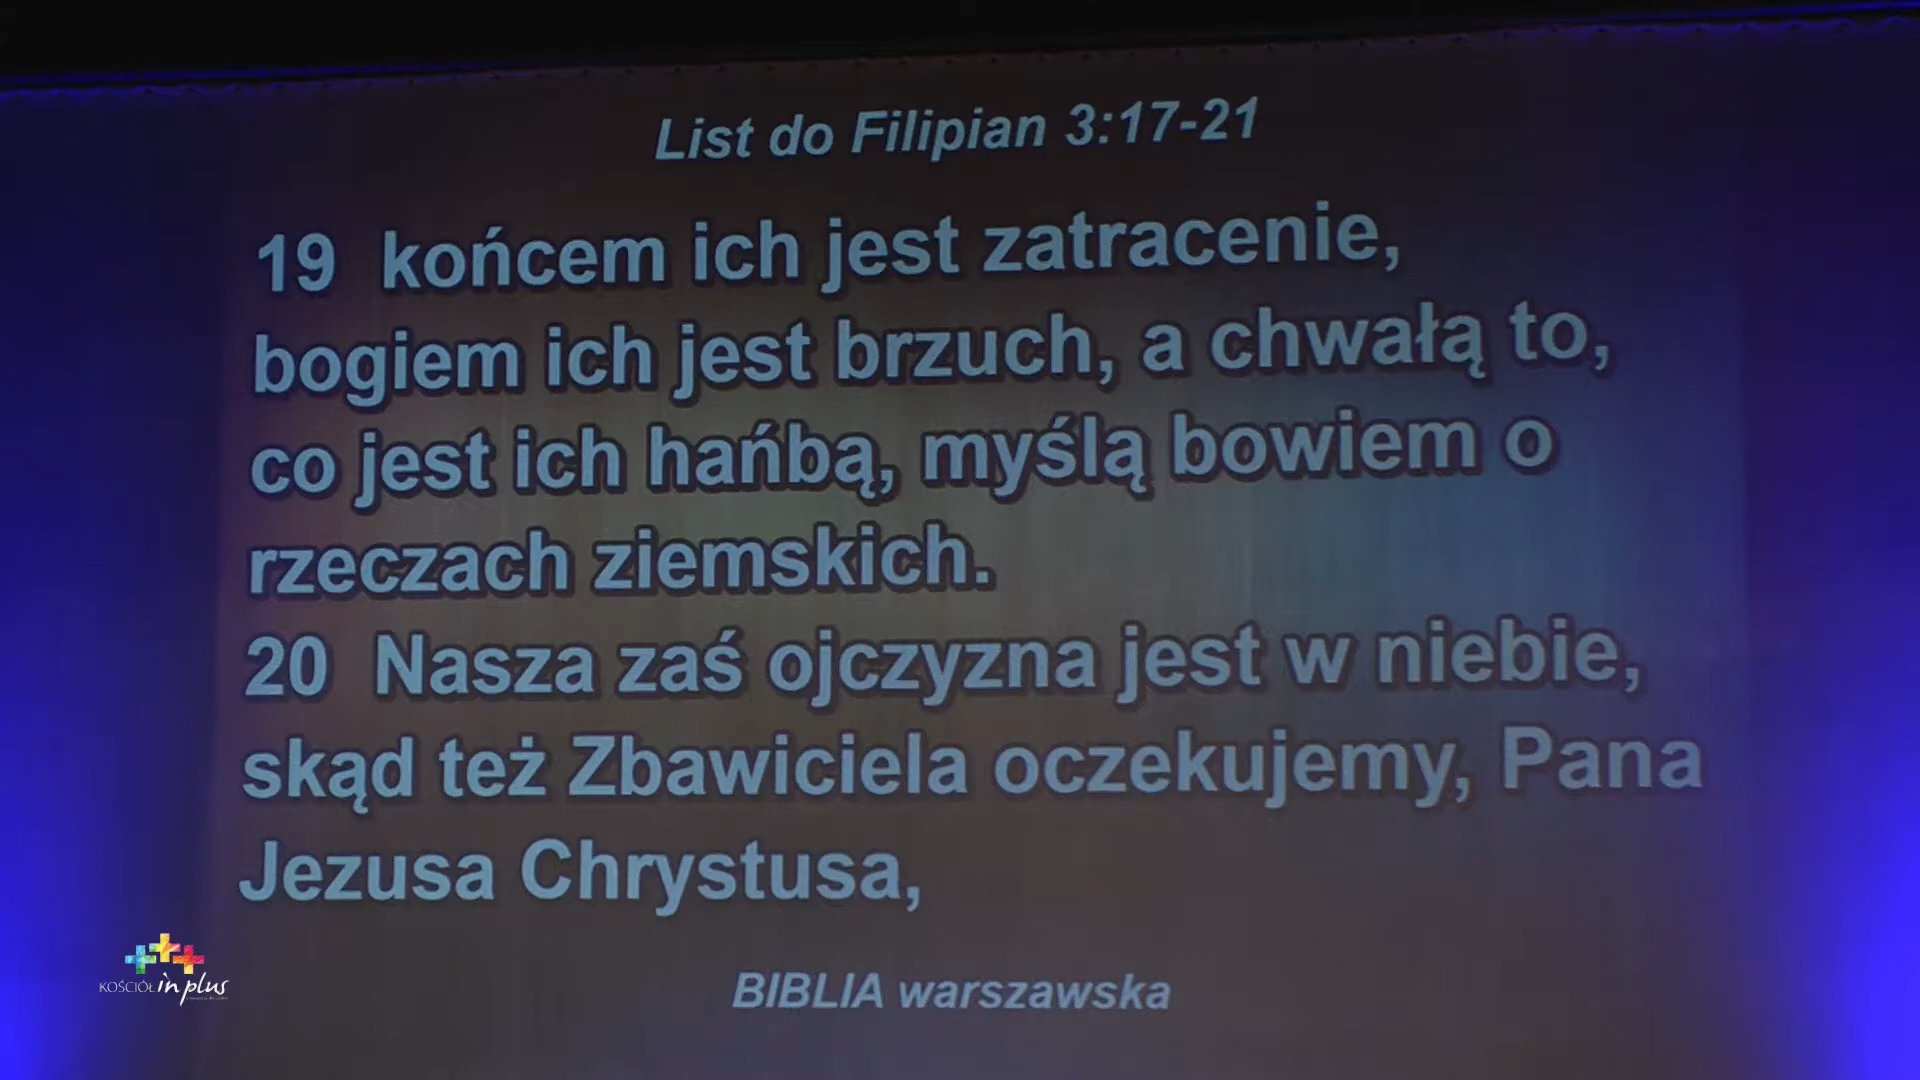 List do Filipian 3:17-21
19 końcem ich jest zatracenie,
bogiem ich jest brzuch, a chwałą to,
co jest ich hańbą, myślą bowiem o
rzeczach ziemskich.
20 Nasza zaś ojczyzna jest w niebie,
skąd też Zbawiciela oczekujemy, Pana
Jezusa Chrystusa,
BIBLIA warszawska
KOŚCIÓŁ in plus